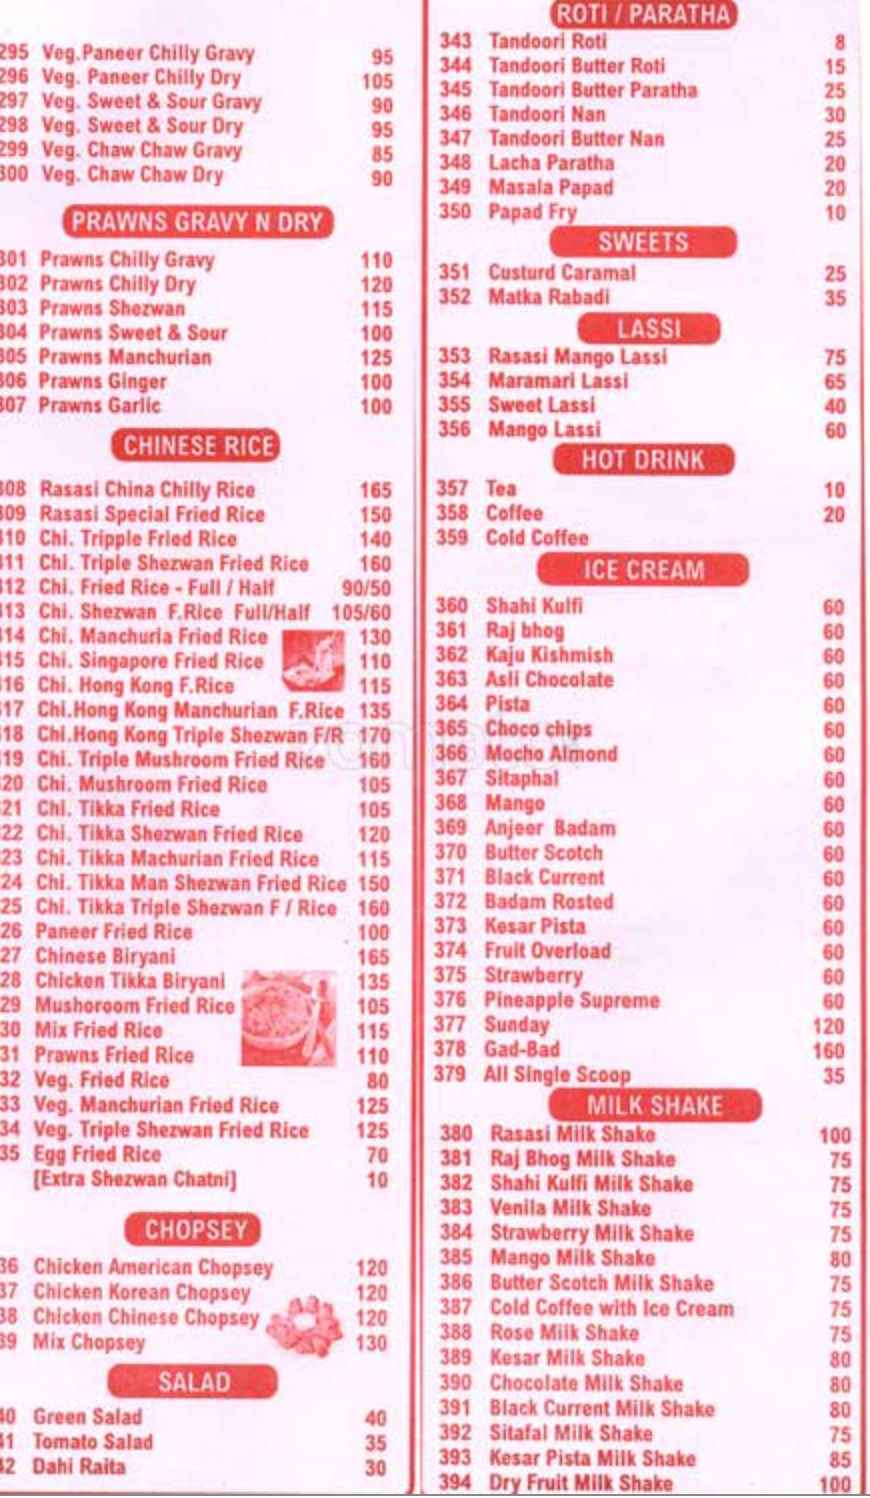 295 Veg.Paneer Chilly Gravy 95
296 Veg. Paneer Chilly Dry 105
297 Veg. Sweet & Sour Gravy 90
298 Veg. Sweet & Sour Dry 95
299 Veg. Chaw Chaw Gravy 85
300 Veg. Chaw Chaw Dry 90
PRAWNS GRAVY N DRY
301 Prawns Chilly Gravy 110
302 Prawns Chilly Dry 120
303 Prawns Shezwan 115
304 Prawns Sweet & Sour 100
305 Prawns Manchurian 125
306 Prawns Ginger 100
307 Prawns Garlic 100
CHINESE RICE
308 Rasasi China Chilly Rice 165
309 Rasasi Special Fried Rice 150
310 Chi. Tripple Fried Rice 140
311 Chi. Triple Shezwan Fried Rice 160
312 Chi. Fried Rice - Full / Half 90/50
313 Chi. Shezwan F.Rice Full/Half 105/60
314 Chi. Manchuria Fried Rice 130
315 Chi. Singapore Fried Rice 110
316 Chi. Hong Kong F.Rice 115
317 Chi.Hong Kong Manchurian F.Rice 135
318 Chi.Hong Kong Triple Shezwan F/R 170
319 Chi. Triple Mushroom Fried Rice 160
20 Chi. Mushroom Fried Rice 105
21 Chi. Tikka Fried Rice 105
22 Chi. Tikka Shezwan Fried Rice 120
23 Chi. Tikka Machurian Fried Rice 115
24 Chi. Tikka Man Shezwan Fried Rice 150
25 Chi. Tikka Triple Shezwan F / Rice 160
26 Paneer Fried Rice 100
27 Chinese Biryani 165
28 Chicken Tikka Biryani 135
29 Mushoroom Fried Rice 105
30 Mix Fried Rice 115
31 Prawns Fried Rice 110
32 Veg. Fried Rice 80
33 Veg. Manchurian Fried Rice 125
34 Veg. Triple Shezwan Fried Rice 125
35 Egg Fried Rice 70
[Extra Shezwan Chatni] 10
CHOPSEY
36 Chicken American Chopsey 120
37 Chicken Korean Chopsey 120
38 Chicken Chinese Chopsey 120
39 Mix Chopsey 130
SALAD
40 Green Salad 40
41 Tomato Salad 35
42 Dahi Raita 30
ROTI / PARATHA
343 Tandoori Roti 8
344 Tandoori Butter Roti 15
345 Tandoori Butter Paratha 25
346 Tandoori Nan 30
347 Tandoori Butter Nan 25
348 Lacha Paratha 20
349 Masala Papad 20
350 Papad Fry 10
SWEETS
351 Custurd Caramal 25
352 Matka Rabadi 35
LASSI
353 Rasasi Mango Lassi 75
354 Maramari Lassi 65
355 Sweet Lassi 40
356 Mango Lassi 60
HOT DRINK
357 Tea 10
358 Coffee 20
359 Cold Coffee
ICE CREAM
360 Shahi Kulfi 60
361 Raj bhog 60
362 Kaju Kishmish 60
363 Asli Chocolate 60
364 Pista 60
365 Choco chips 60
366 Mocho Almond 60
367 Sitaphal 60
368 Mango 60
369 Anjeer Badam 60
370 Butter Scotch 60
371 Black Current 60
372 Badam Rosted 60
373 Kesar Pista 60
374 Fruit Overload 60
375 Strawberry 60
376 Pineapple Supreme 60
377 Sunday 120
378 Gad-Bad 160
379 All Single Scoop 35
MILK SHAKE
380 Rasasi Milk Shake 100
381 Raj Bhog Milk Shake 75
382 Shahi Kulfi Milk Shake 75
383 Venila Milk Shake 75
384 Strawberry Milk Shake 75
385 Mango Milk Shake 80
386 Butter Scotch Milk Shake 75
387 Cold Coffee with Ice Cream 75
388 Rose Milk Shake 75
389 Kesar Milk Shake 80
390 Chocolate Milk Shake 80
391 Black Current Milk Shake 80
392 Sitafal Milk Shake 75
393 Kesar Pista Milk Shake 85
394 Dry Fruit Milk Shake 100